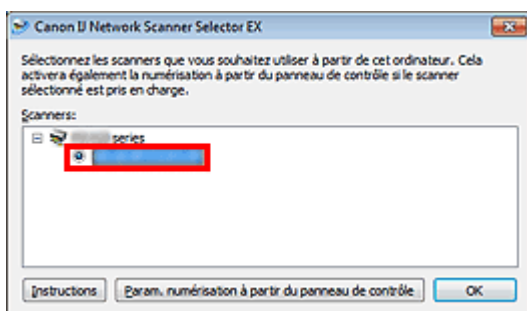 Canon IJ Network Scanner Selector EX
Sélectionnez les scanners que vous souhaitez utiliser à partir de cet ordinateur. Cela
activera également la numérisation à partir du panneau de contrôle si le scanner
sélectionné est pris en charge.
Scanners:
series
Instructions Param. numérisation à partir du panneau de contrôle OK